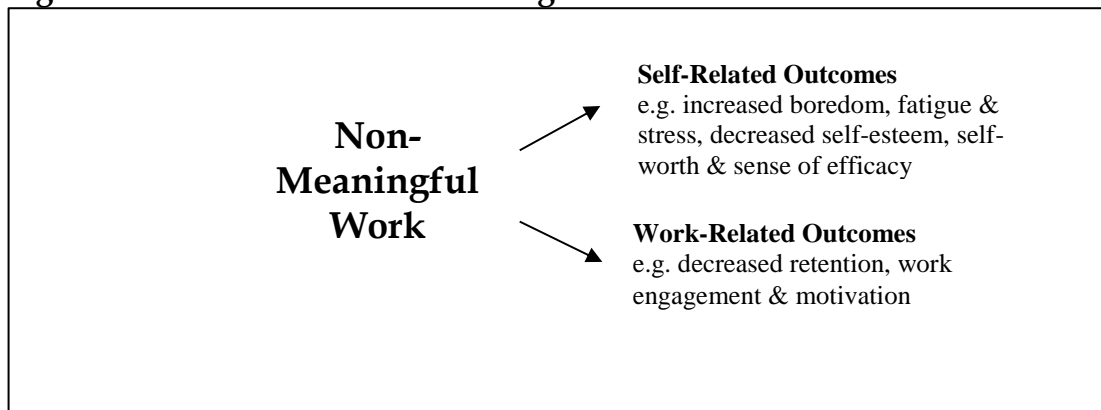 Non-
Meaningful
Work
Self-Related Outcomes
e.g. increased boredom, fatigue &
stress, decreased self-esteem, self-
worth & sense of efficacy
Work-Related Outcomes
e.g. decreased retention, work
engagement & motivation